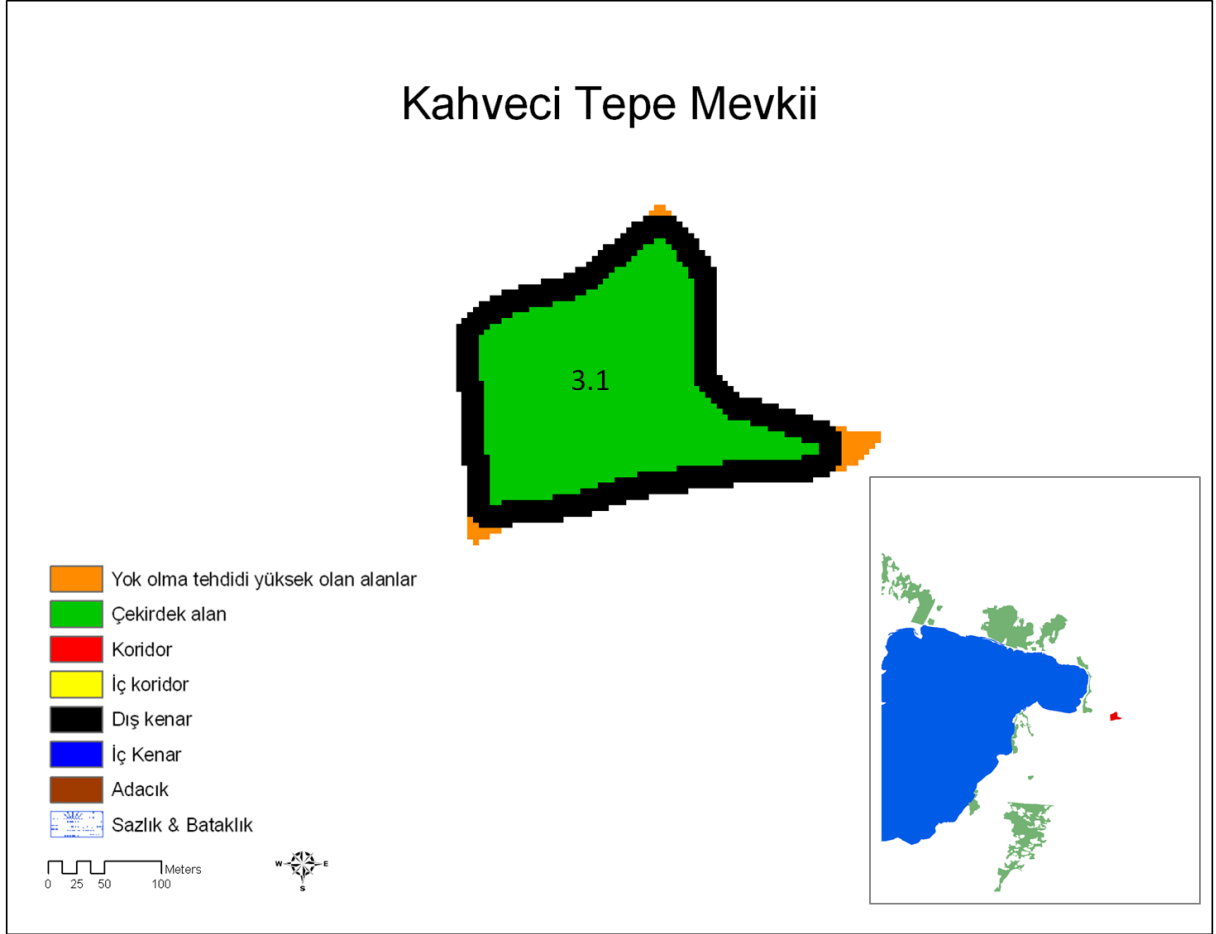 Kahveci Tepe Mevkii
3.1
Yok olma tehdidi yüksek olan alanlar
Çekirdek alan
Koridor
İç koridor
Dış kenar
İç Kenar
Adacık
Sazlık & Bataklık
Meters
0 25 50 100
W E
S